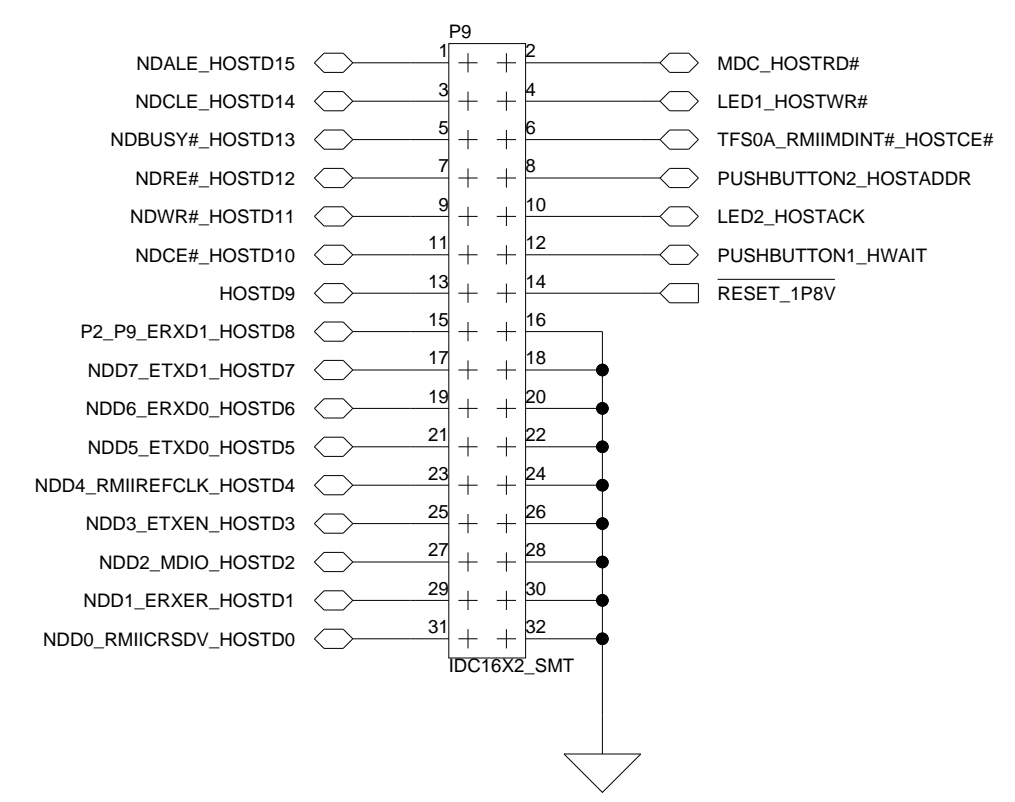 P9
NDALE_HOSTD15 1 2 MDC_HOSTRD#
NDCLE_HOSTD14 3 4 LED1_HOSTWR#
NDBUSY#_HOSTD13 5 6 TFS0A_RMIIMDINT#_HOSTCE#
NDRE#_HOSTD12 7 8 PUSHBUTTON2_HOSTADDR
NDWR#_HOSTD11 9 10 LED2_HOSTACK
NDCE#_HOSTD10 11 12 PUSHBUTTON1_HWAIT
HOSTD9 13 14 RESET_1P8V
P2_P9_ERXD1_HOSTD8 15 16
NDD7_ETXD1_HOSTD7 17 18
NDD6_ERXD0_HOSTD6 19 20
NDD5_ETXD0_HOSTD5 21 22
NDD4_RMIIREFCLK_HOSTD4 23 24
NDD3_ETXEN_HOSTD3 25 26
NDD2_MDIO_HOSTD2 27 28
NDD1_ERXER_HOSTD1 29 30
NDD0_RMIICRSDV_HOSTD0 31 32
IDC16X2_SMT